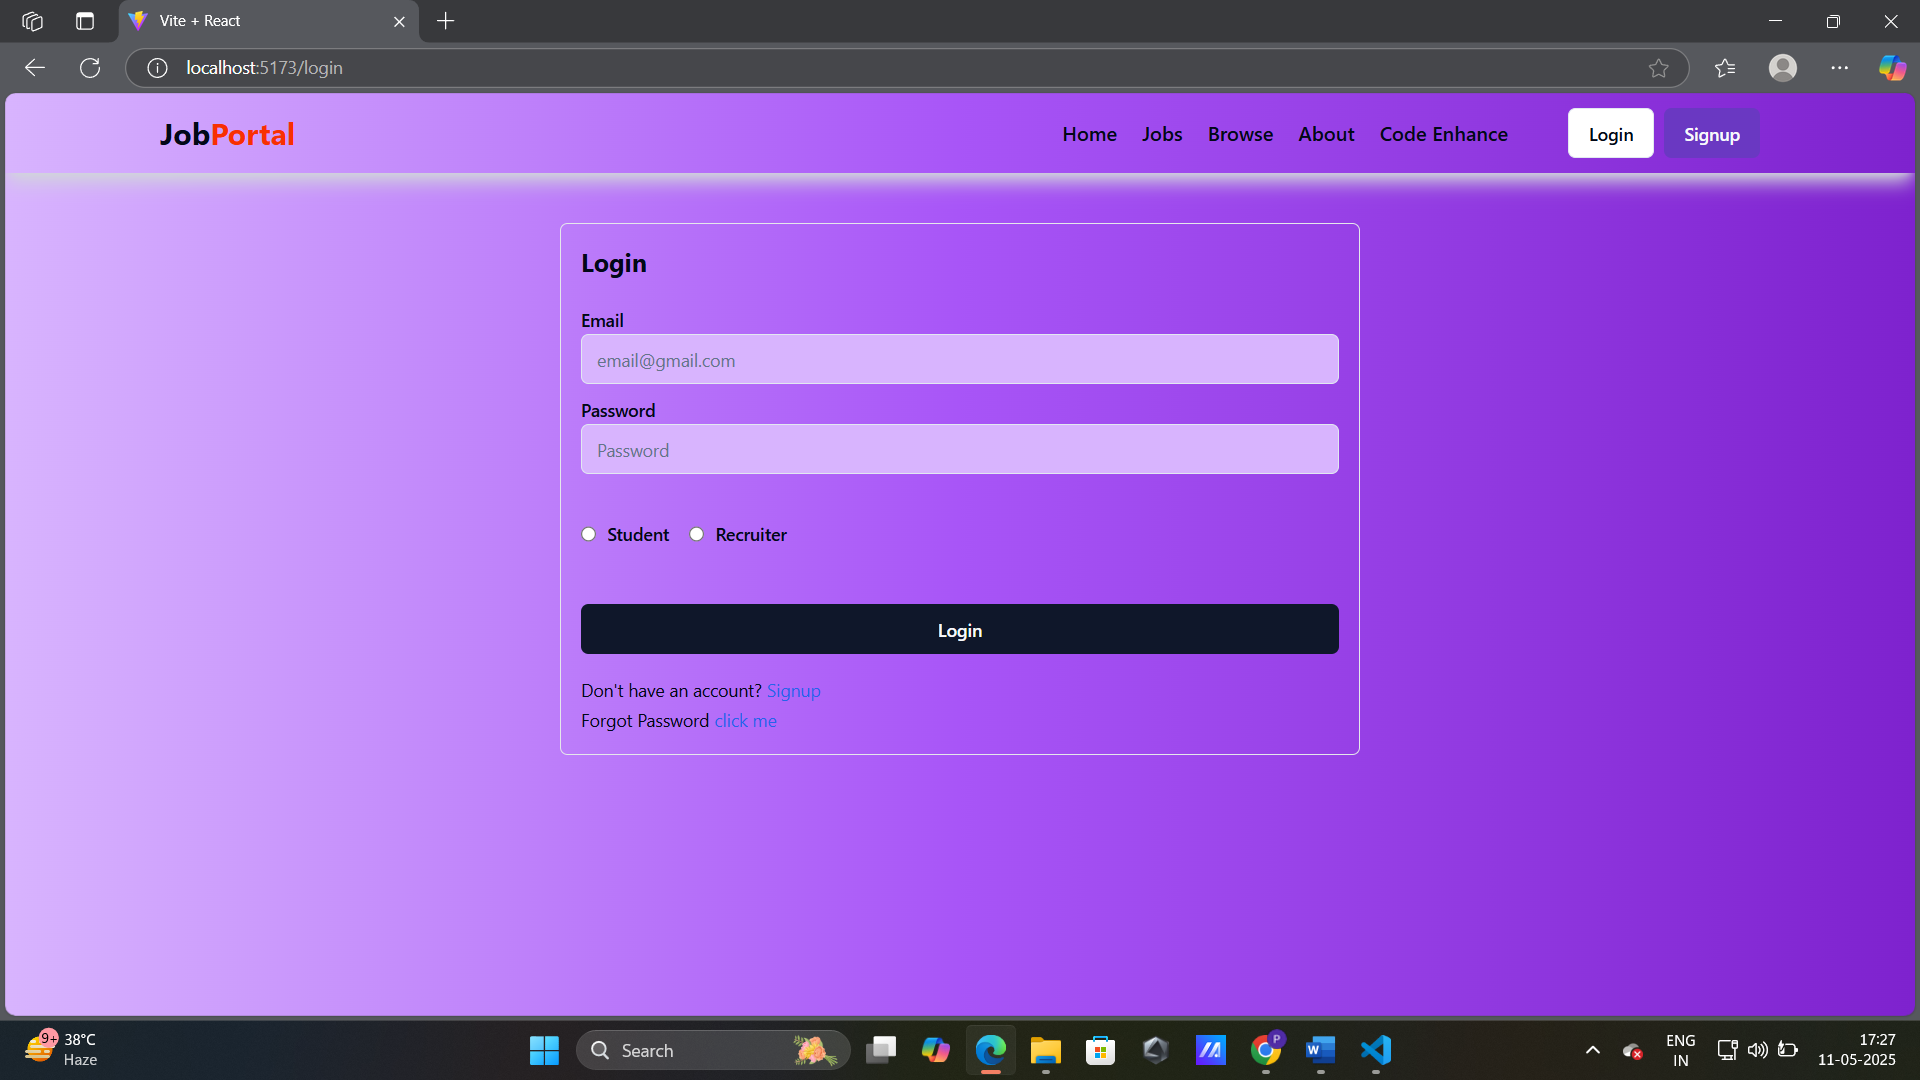 Vite + React
localhost:5173/login
JobPortal
Home Jobs Browse About Code Enhance Login Signup
Login
Email
email@gmail.com
Password
Password
Student Recruiter
Login
Don't have an account? Signup
Forgot Password click me
9+ 38°C
Haze
Search
P
W
ENG
IN
17:27
11-05-2025